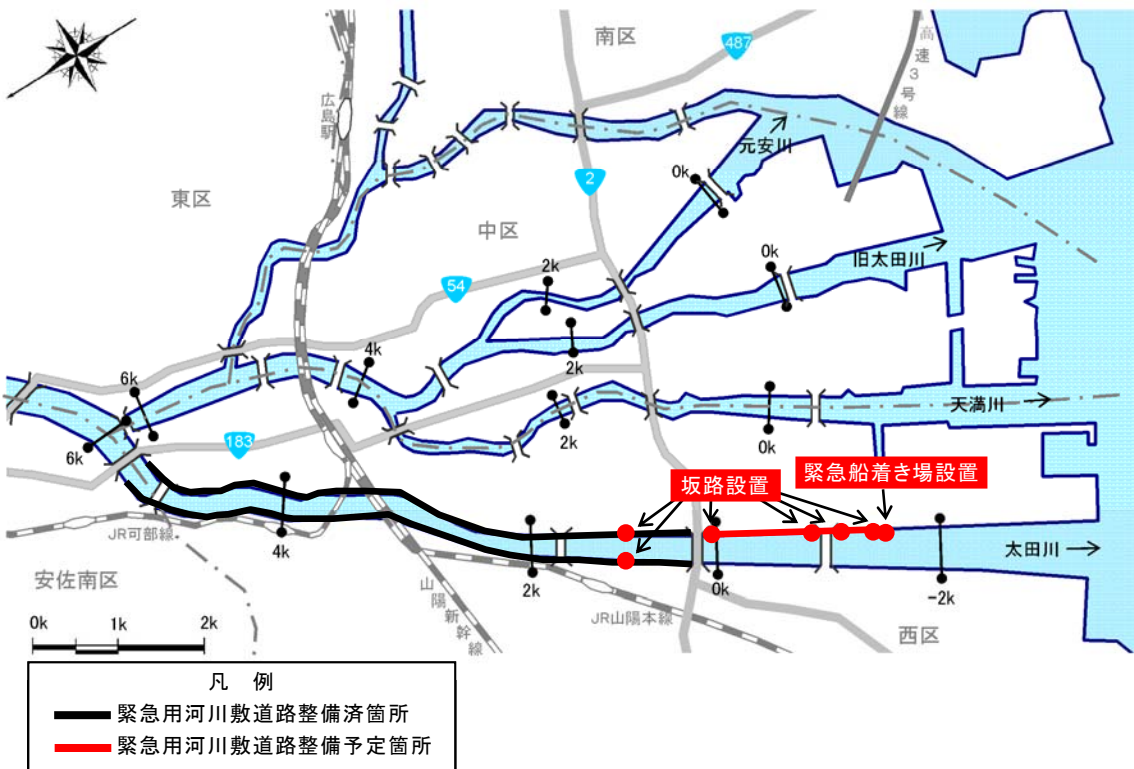 南区
487
高速3号線
広島駅
元安川
0k
2
東区
中区
旧太田川
0k
2k
54
4k
2k
6k
天満川
6k
183
2k
0k
坂路設置
緊急船着き場設置
JR可部線
4k
太田川
2k
0k
-2k
安佐南区
山陽新幹線
JR山陽本線
西区
0k 1k 2k
凡 例
緊急用河川敷道路整備済箇所
緊急用河川敷道路整備予定箇所